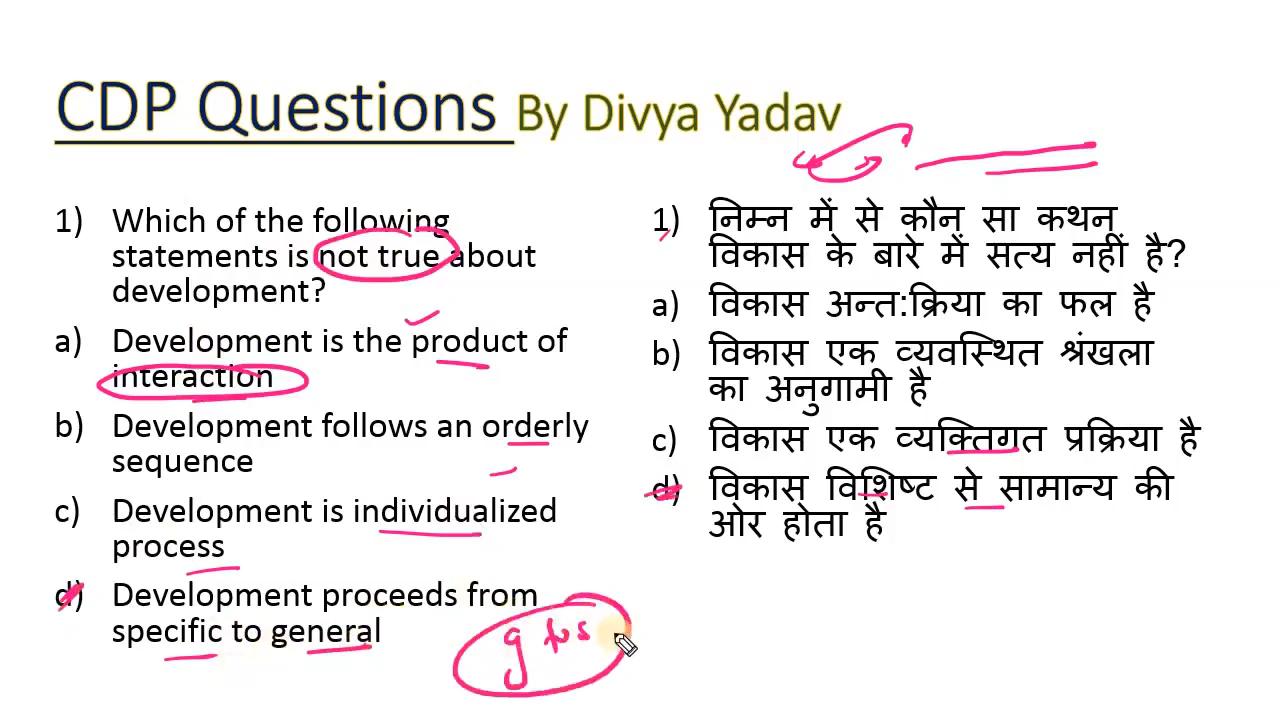 CDP Questions By Divya Yadav
1) Which of the following
statements is not true about
development?
a) Development is the product of
interaction
b) Development follows an orderly
sequence
c) Development is individualized
process
d) Development proceeds from
specific to general
g to s
1) निम्न में से कौन सा कथन
विकास के बारे में सत्य नहीं है?
a) विकास अन्त:क्रिया का फल है
b) विकास एक व्यवस्थित श्रंखला
का अनुगामी है
c) विकास एक व्यक्तिगत प्रक्रिया है
d) विकास विशिष्ट से सामान्य की
ओर होता है